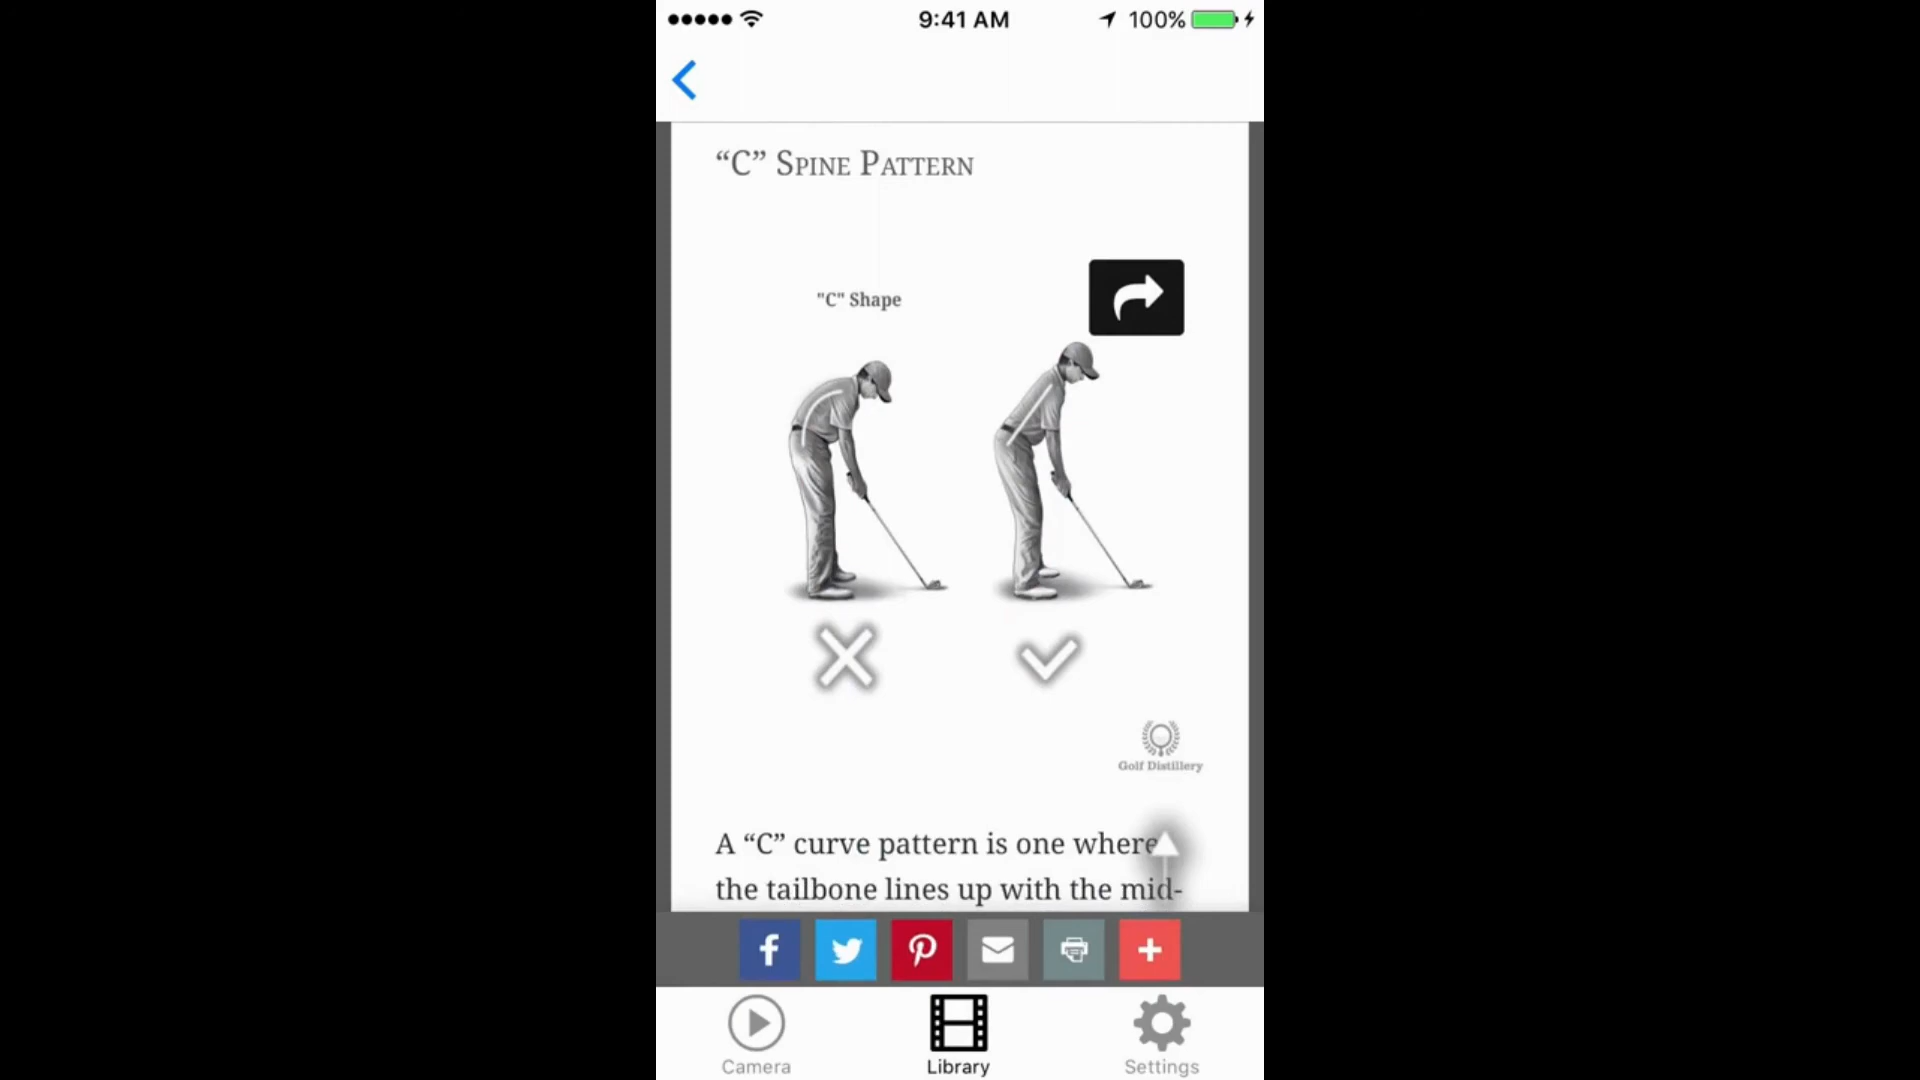 9:41 AM
100%
“C” Spine Pattern
"C" Shape
Golf Distillery
A “C” curve pattern is one where
the tailbone lines up with the mid-
Camera
Library
Settings